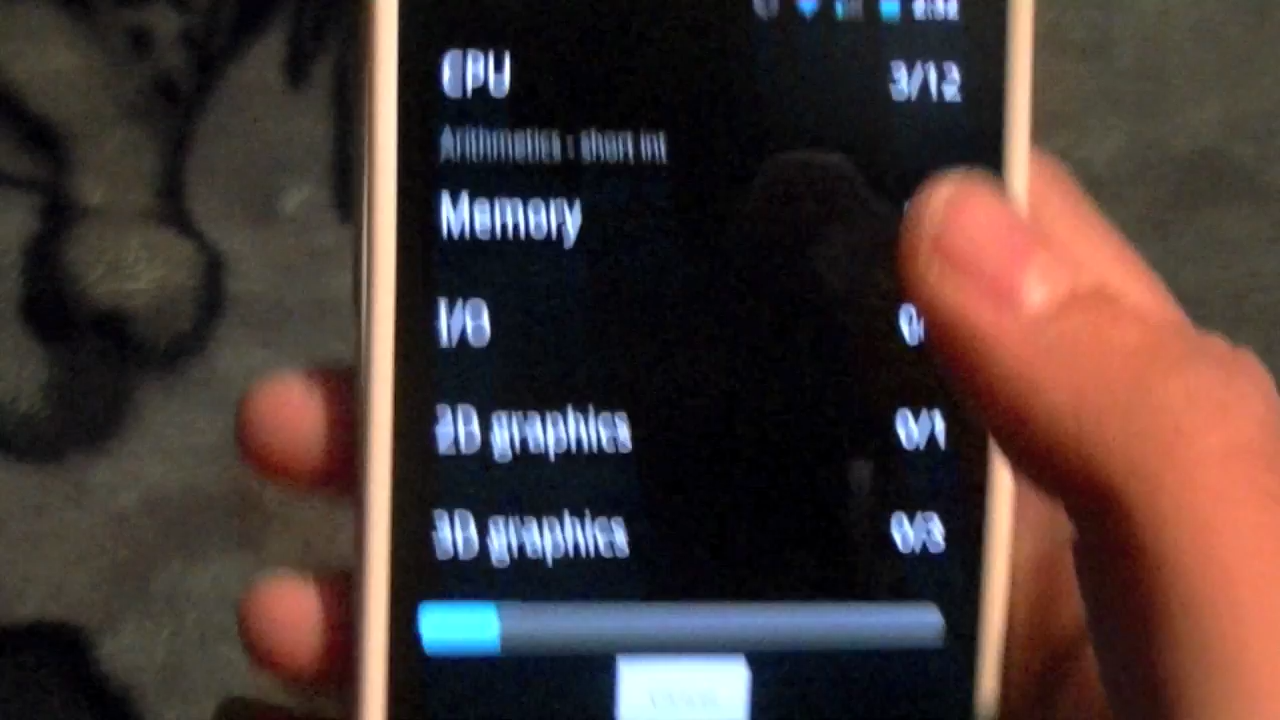 CPU 3/12
Arithmetics : short int
Memory
I/O
2D graphics 0/1
3D graphics 0/3